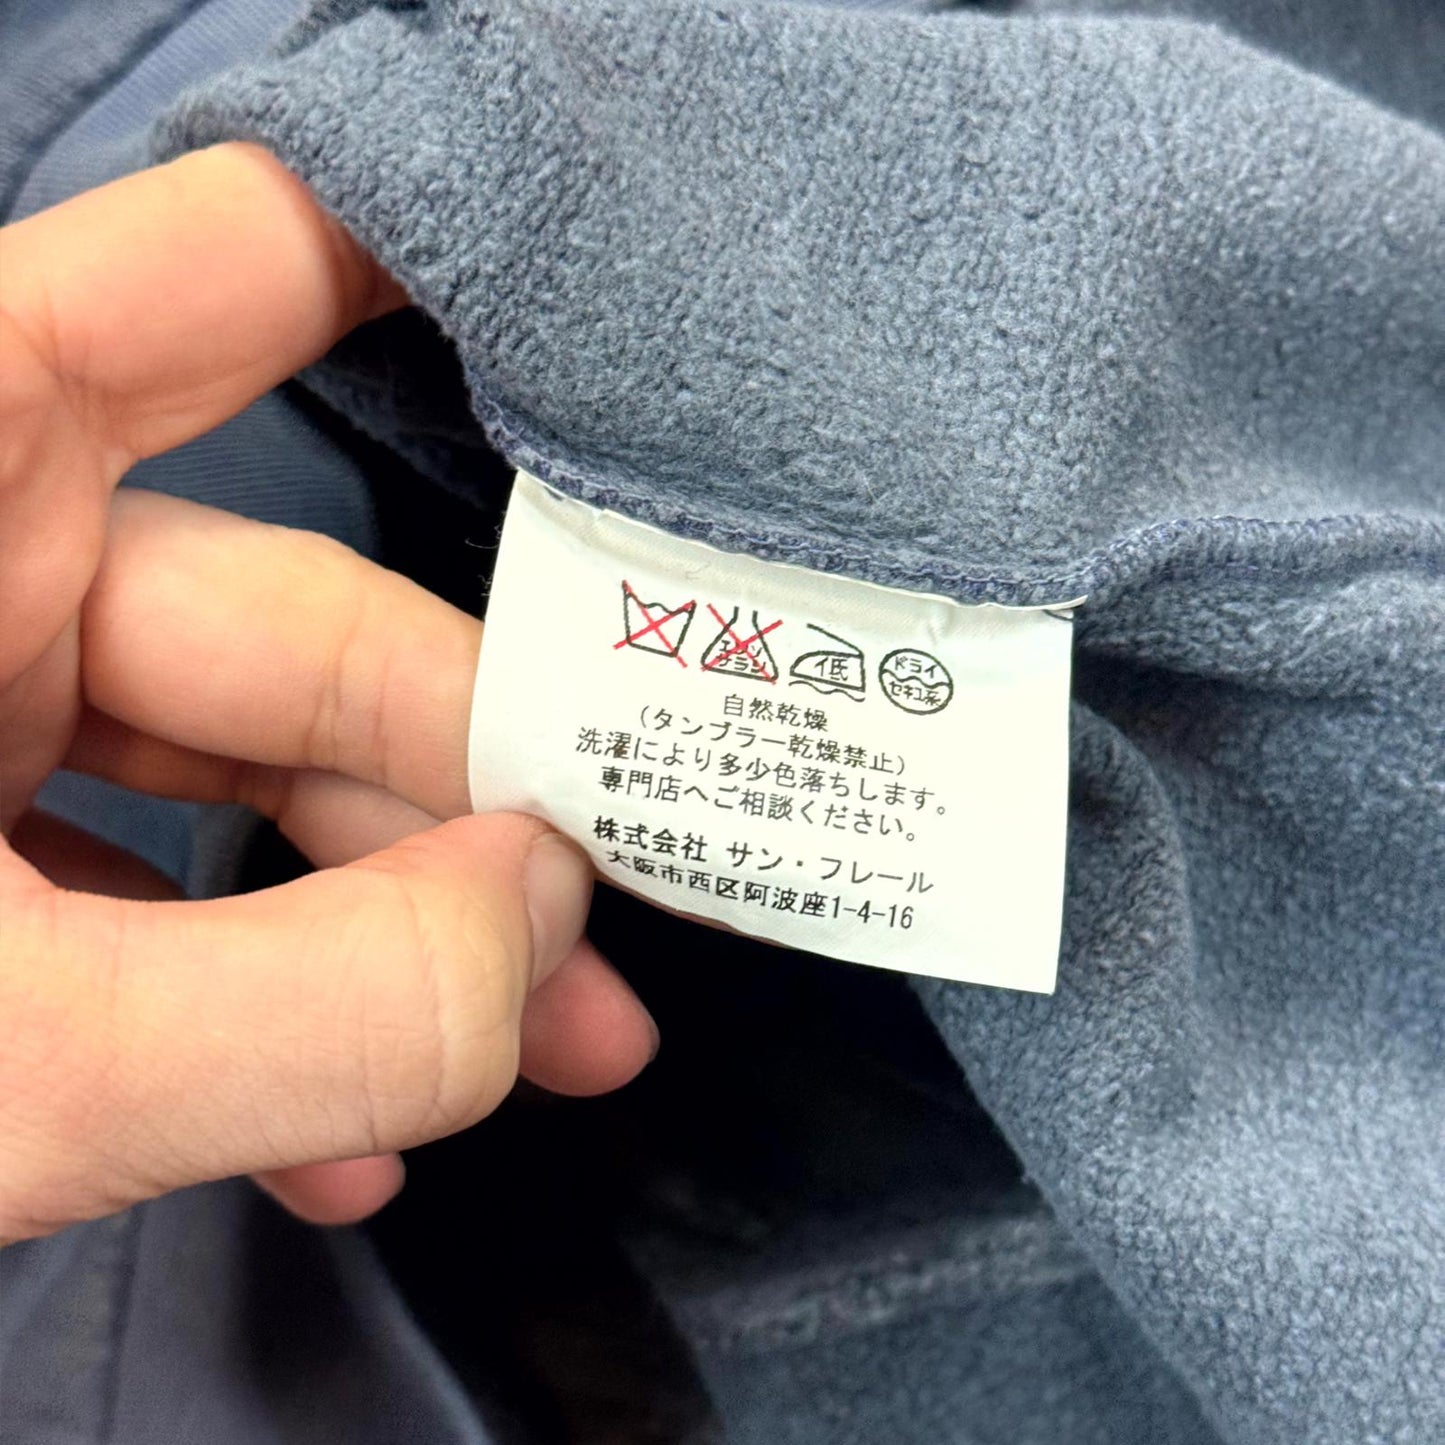 エンソ
サラシ
イ低
ドライ
セキユ系
自然乾燥
(タンブラー乾燥禁止)
洗濯により多少色落ちします。
専門店へご相談ください。
株式会社 サン・フレール
大阪市西区阿波座1-4-16